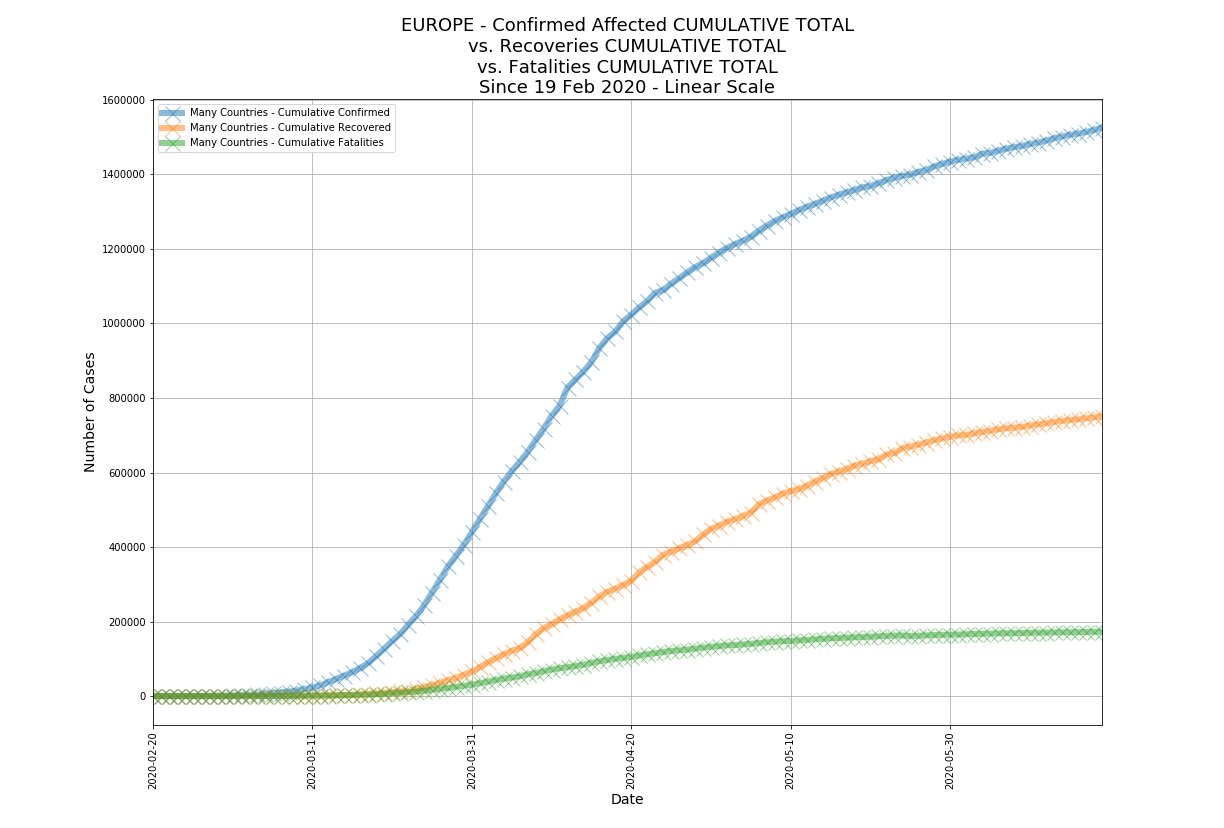 EUROPE - Confirmed Affected CUMULATIVE TOTAL
vs. Recoveries CUMULATIVE TOTAL
vs. Fatalities CUMULATIVE TOTAL
Since 19 Feb 2020 - Linear Scale
Many Countries - Cumulative Confirmed
Many Countries - Cumulative Recovered
Many Countries - Cumulative Fatalities
Number of Cases
1600000
1400000
1200000
1000000
800000
600000
400000
200000
0
2020-02-20
2020-03-11
2020-03-31
2020-04-20
2020-05-10
2020-05-30
Date